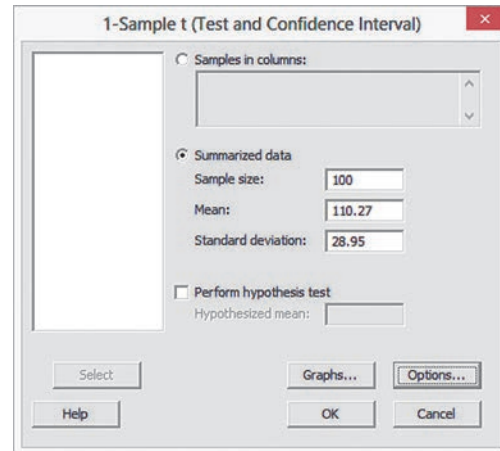 1-Sample t (Test and Confidence Interval)
Samples in columns:
Summarized data
Sample size: 100
Mean: 110.27
Standard deviation: 28.95
Perform hypothesis test
Hypothesized mean:
Select
Graphs... Options...
Help OK Cancel